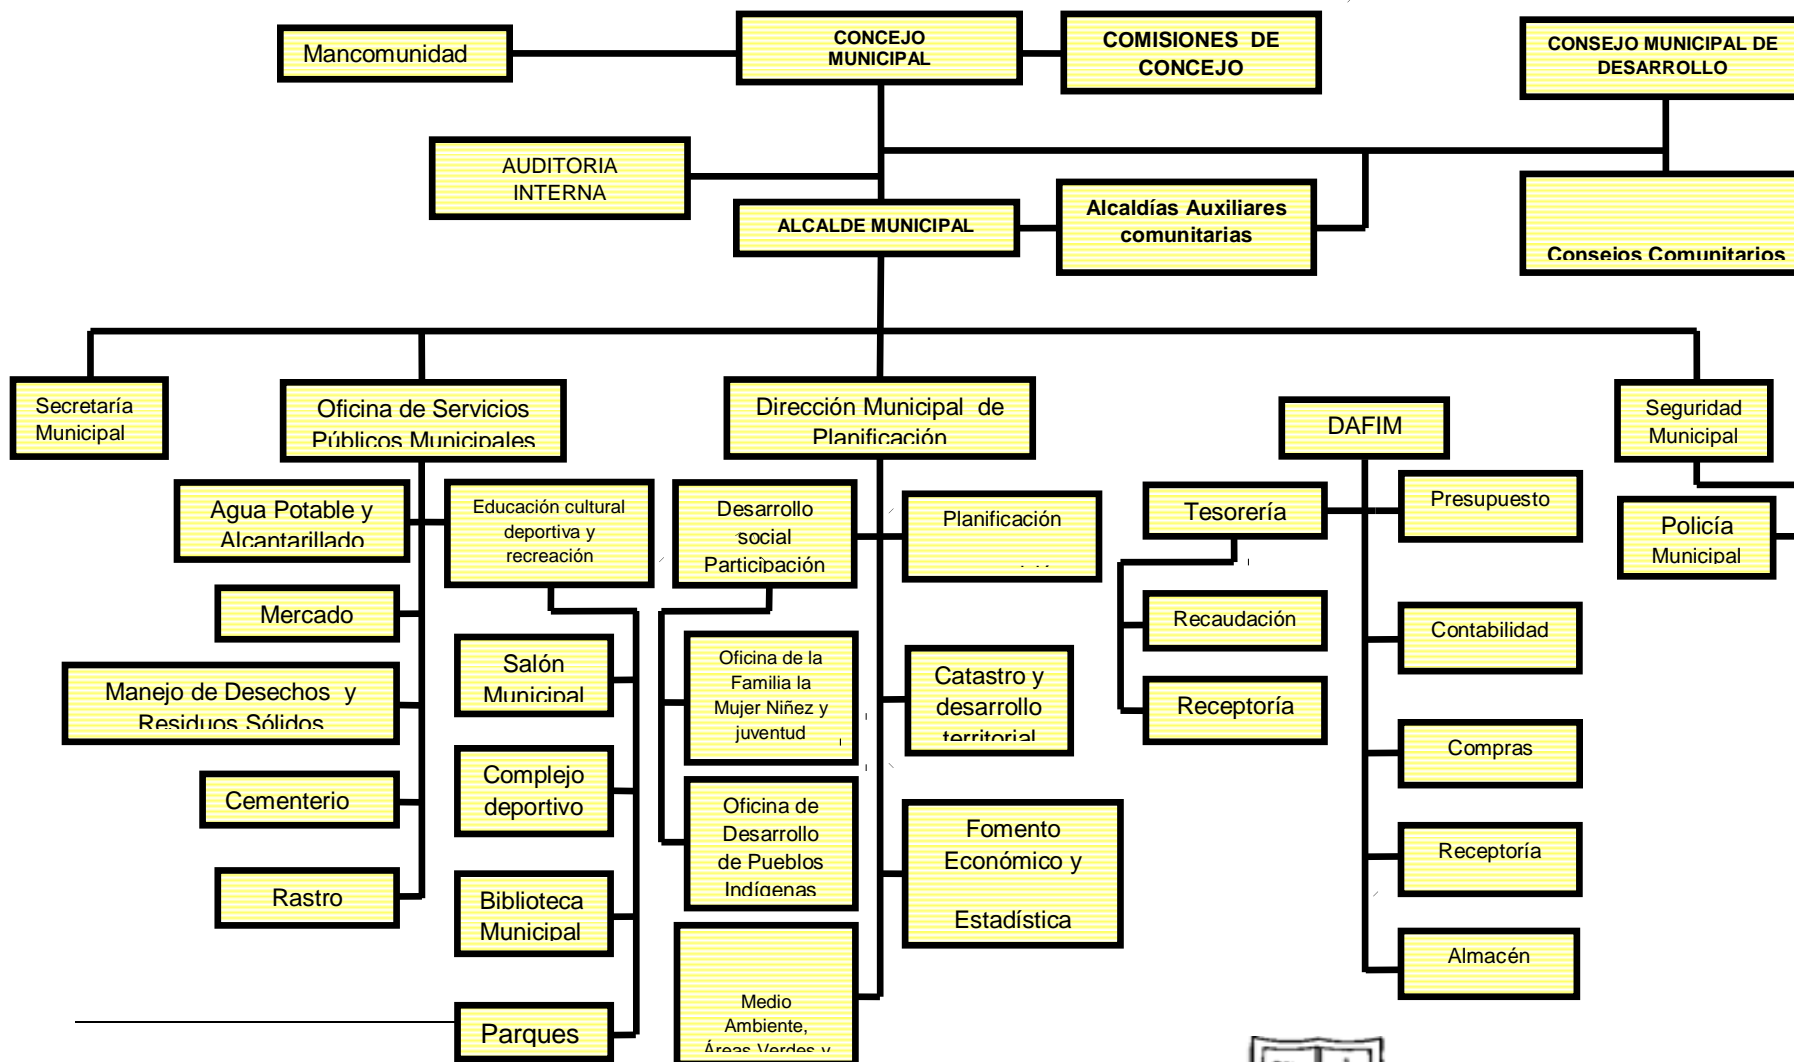 Mancomunidad
CONCEJO
MUNICIPAL
COMISIONES DE
CONCEJO
CONSEJO MUNICIPAL DE
DESARROLLO
AUDITORIA
INTERNA
ALCALDE MUNICIPAL
Alcaldías Auxiliares
comunitarias
Consejos Comunitarios
Secretaría
Municipal
Oficina de Servicios
Públicos Municipales
Dirección Municipal de
Planificación
DAFIM
Seguridad
Municipal
Agua Potable y
Alcantarillado
Educación cultural
deportiva y
recreación
Desarrollo
social
Participación
Planificación
Tesorería
Presupuesto
Policía
Municipal
Mercado
Salón
Municipal
Oficina de la
Familia la
Mujer Niñez y
juventud
Catastro y
desarrollo
territorial
Recaudación
Contabilidad
Manejo de Desechos y
Residuos Sólidos
Receptoría
Compras
Cementerio
Complejo
deportivo
Oficina de
Desarrollo
de Pueblos
Indígenas
Fomento
Económico y
Estadística
Receptoría
Rastro
Biblioteca
Municipal
Almacén
Parques
Medio
Ambiente,
Áreas Verdes y